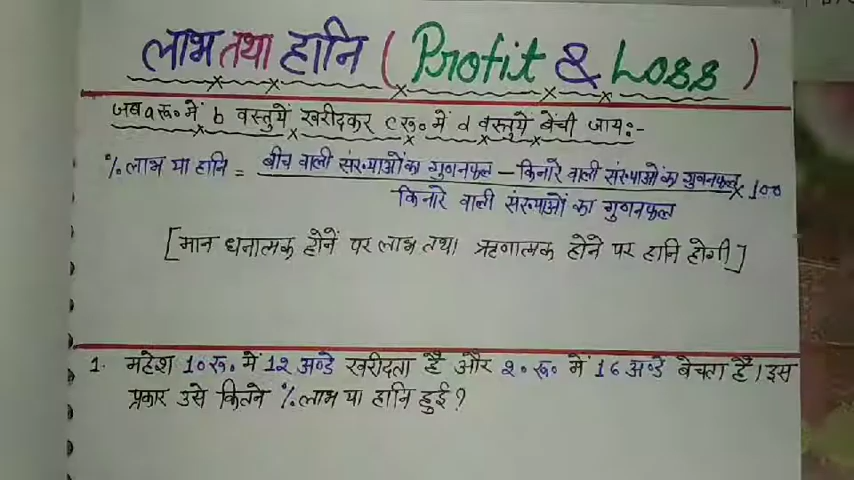 लाभ तथा हानि ( Profit & Loss )
जब a रू० में b वस्तुयें खरीदकर c रू० में d वस्तुयें बेंची जाय:-
% लाभ या हानि = बीच वाली संख्याओं का गुणनफल - किनारे वाली संख्याओं का गुणनफल × 100
किनारे वाली संख्याओं का गुणनफल
[मान धनात्मक होनें पर लाभ तथा ऋणात्मक होने पर हानि होगी]
1. महेश 10 रू० में 12 अण्डे खरीदता है और २० रू० में 16 अण्डे बेचता है। इस
प्रकार उसे कितने % लाभ या हानि हुई?